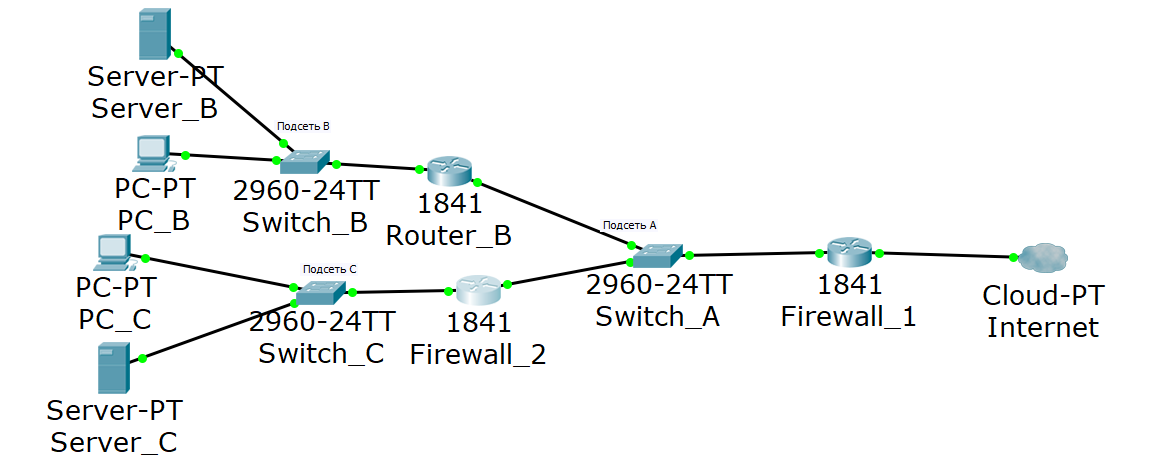 Server-PT
Server_B
Подсеть B
PC-PT
PC_B
2960-24TT
Switch_B
1841
Router_B
Подсеть A
PC-PT
PC_C
Подсеть C
2960-24TT
Switch_C
1841
Firewall_2
2960-24TT
Switch_A
1841
Firewall_1
Cloud-PT
Internet
Server-PT
Server_C